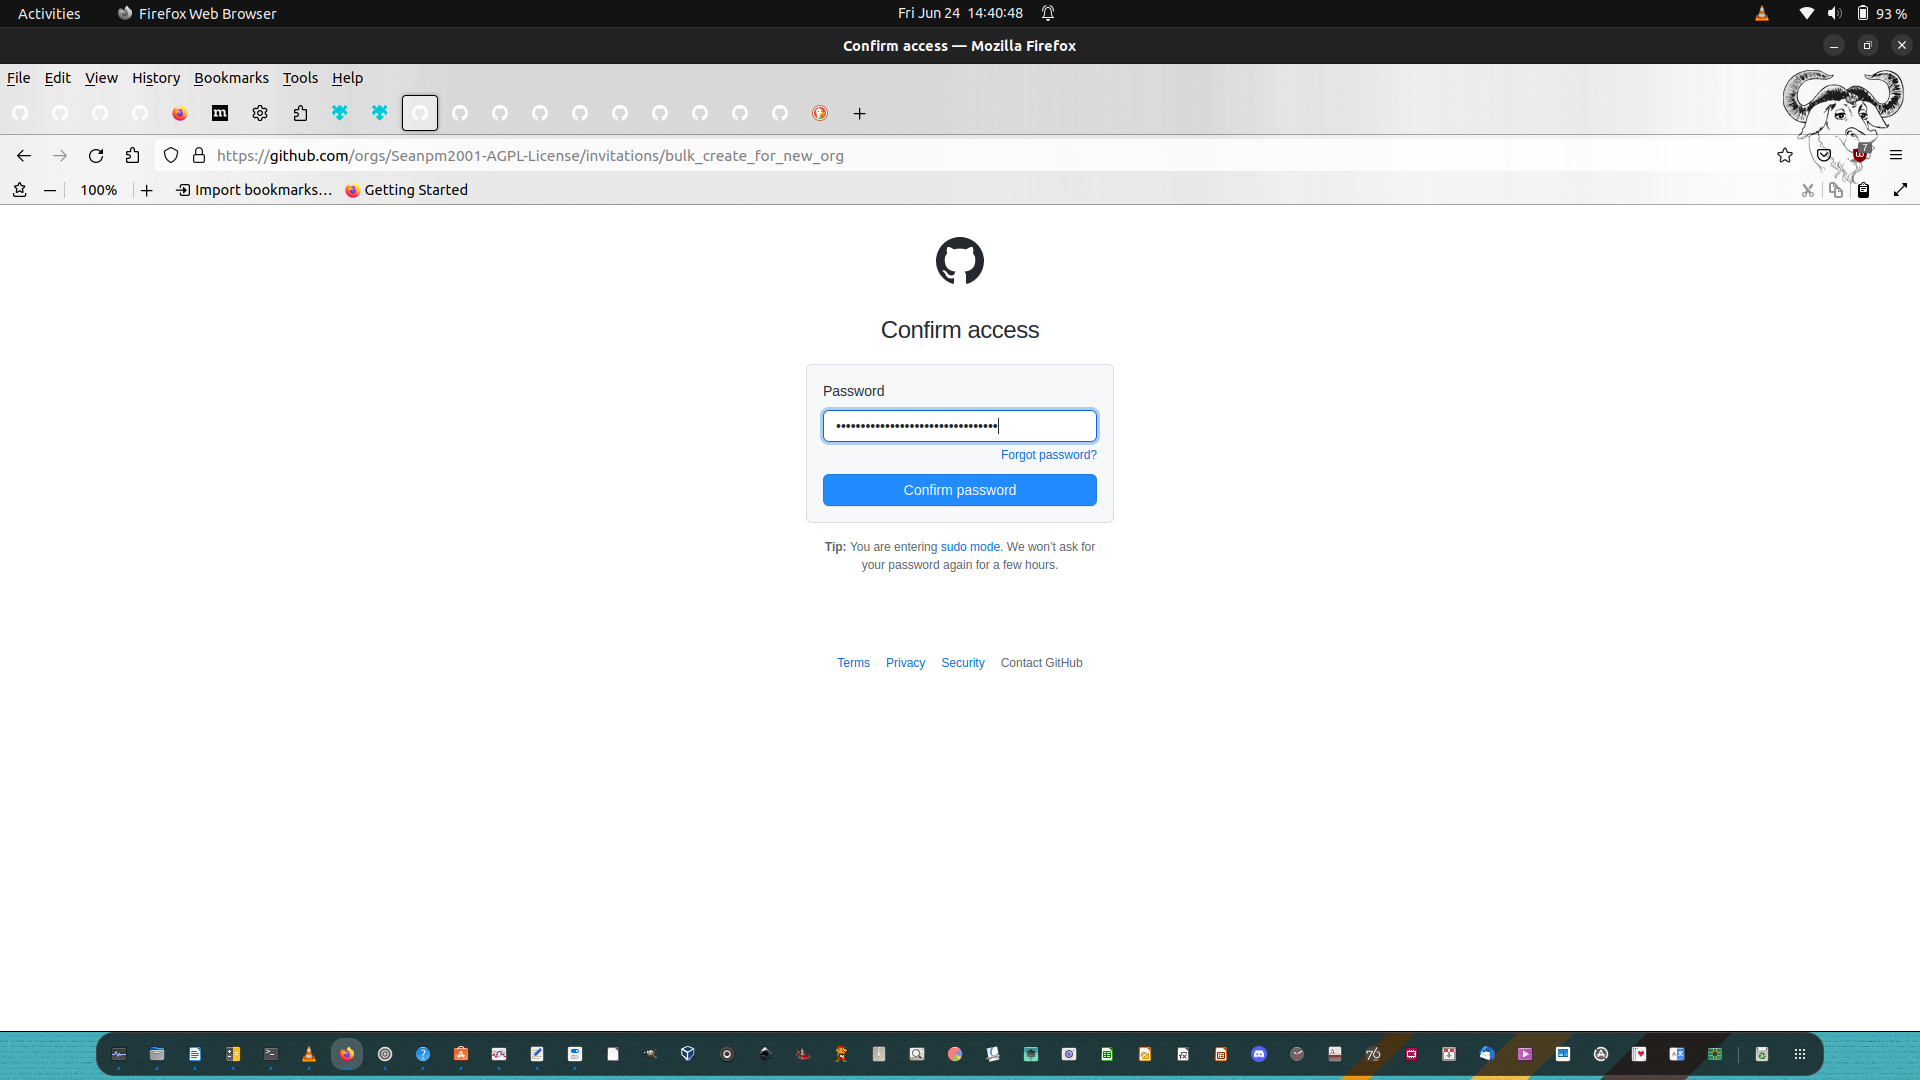 Activities Firefox Web Browser Fri Jun 24 14:40:48 93 %
Confirm access — Mozilla Firefox
File Edit View History Bookmarks Tools Help
m
https://github.com/orgs/Seanpm2001-AGPL-License/invitations/bulk_create_for_new_org 7
100% Import bookmarks… Getting Started
Confirm access
Password
••••••••••••••••••••••••••••••••••
Forgot password?
Confirm password
Tip: You are entering sudo mode. We won't ask for
your password again for a few hours.
Terms Privacy Security Contact GitHub
76